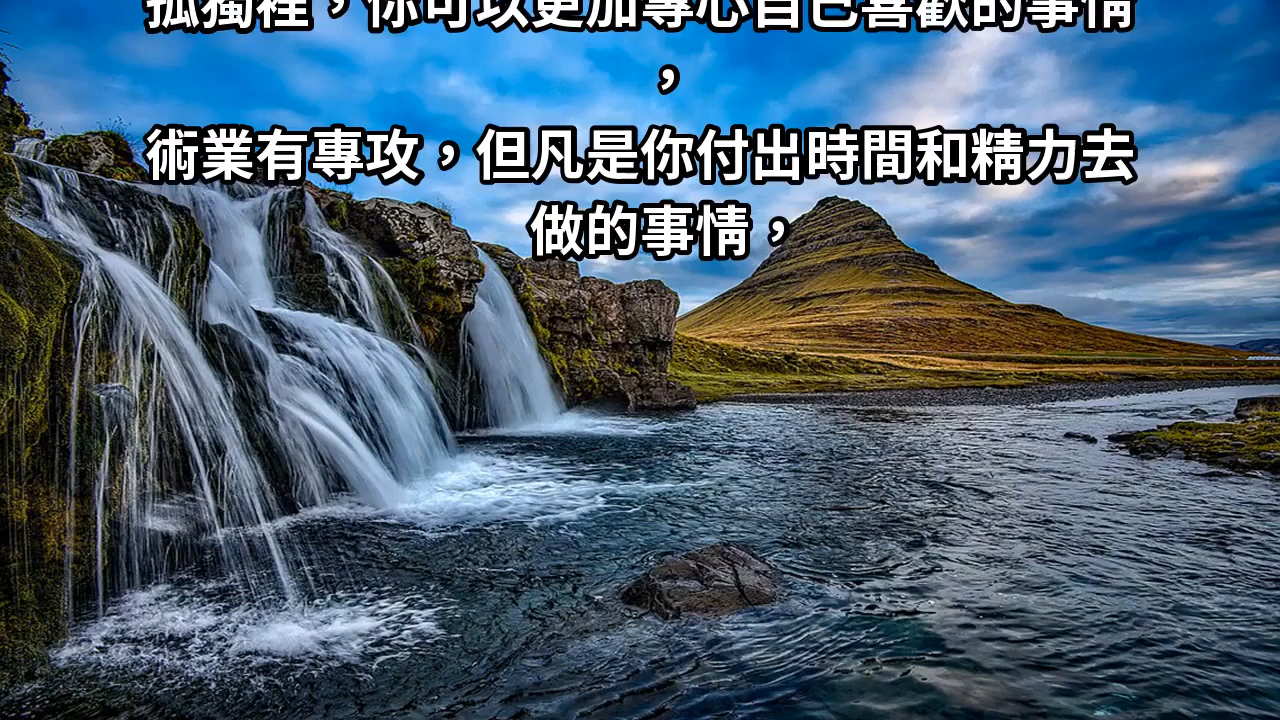 孤獨裡，你可以更加專心自己喜歡的事情
，
術業有專攻，但凡是你付出時間和精力去
做的事情，